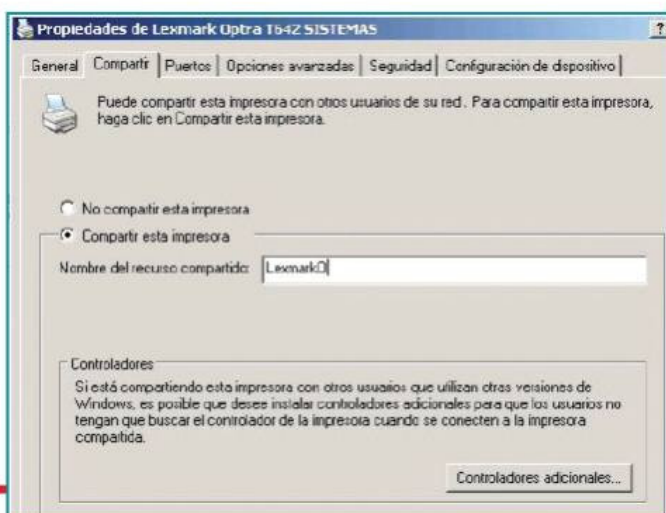 Propiedades de Lexmark Optra T642 SISTEMAS
?
General Compartir Puertos Opciones avanzadas Seguridad Configuración de dispositivo
Puede compartir esta impresora con otros usuarios de su red. Para compartir esta impresora,
haga clic en Compartir esta impresora.
No compartir esta impresora
Compartir esta impresora
Nombre del recurso compartido: LexmarkO
Controladores
Si está compartiendo esta impresora con otros usuarios que utilizan otras versiones de
Windows, es posible que desee instalar controladores adicionales para que los usuarios no
tengan que buscar el controlador de la impresora cuando se conecten a la impresora
compartida.
Controladores adicionales...